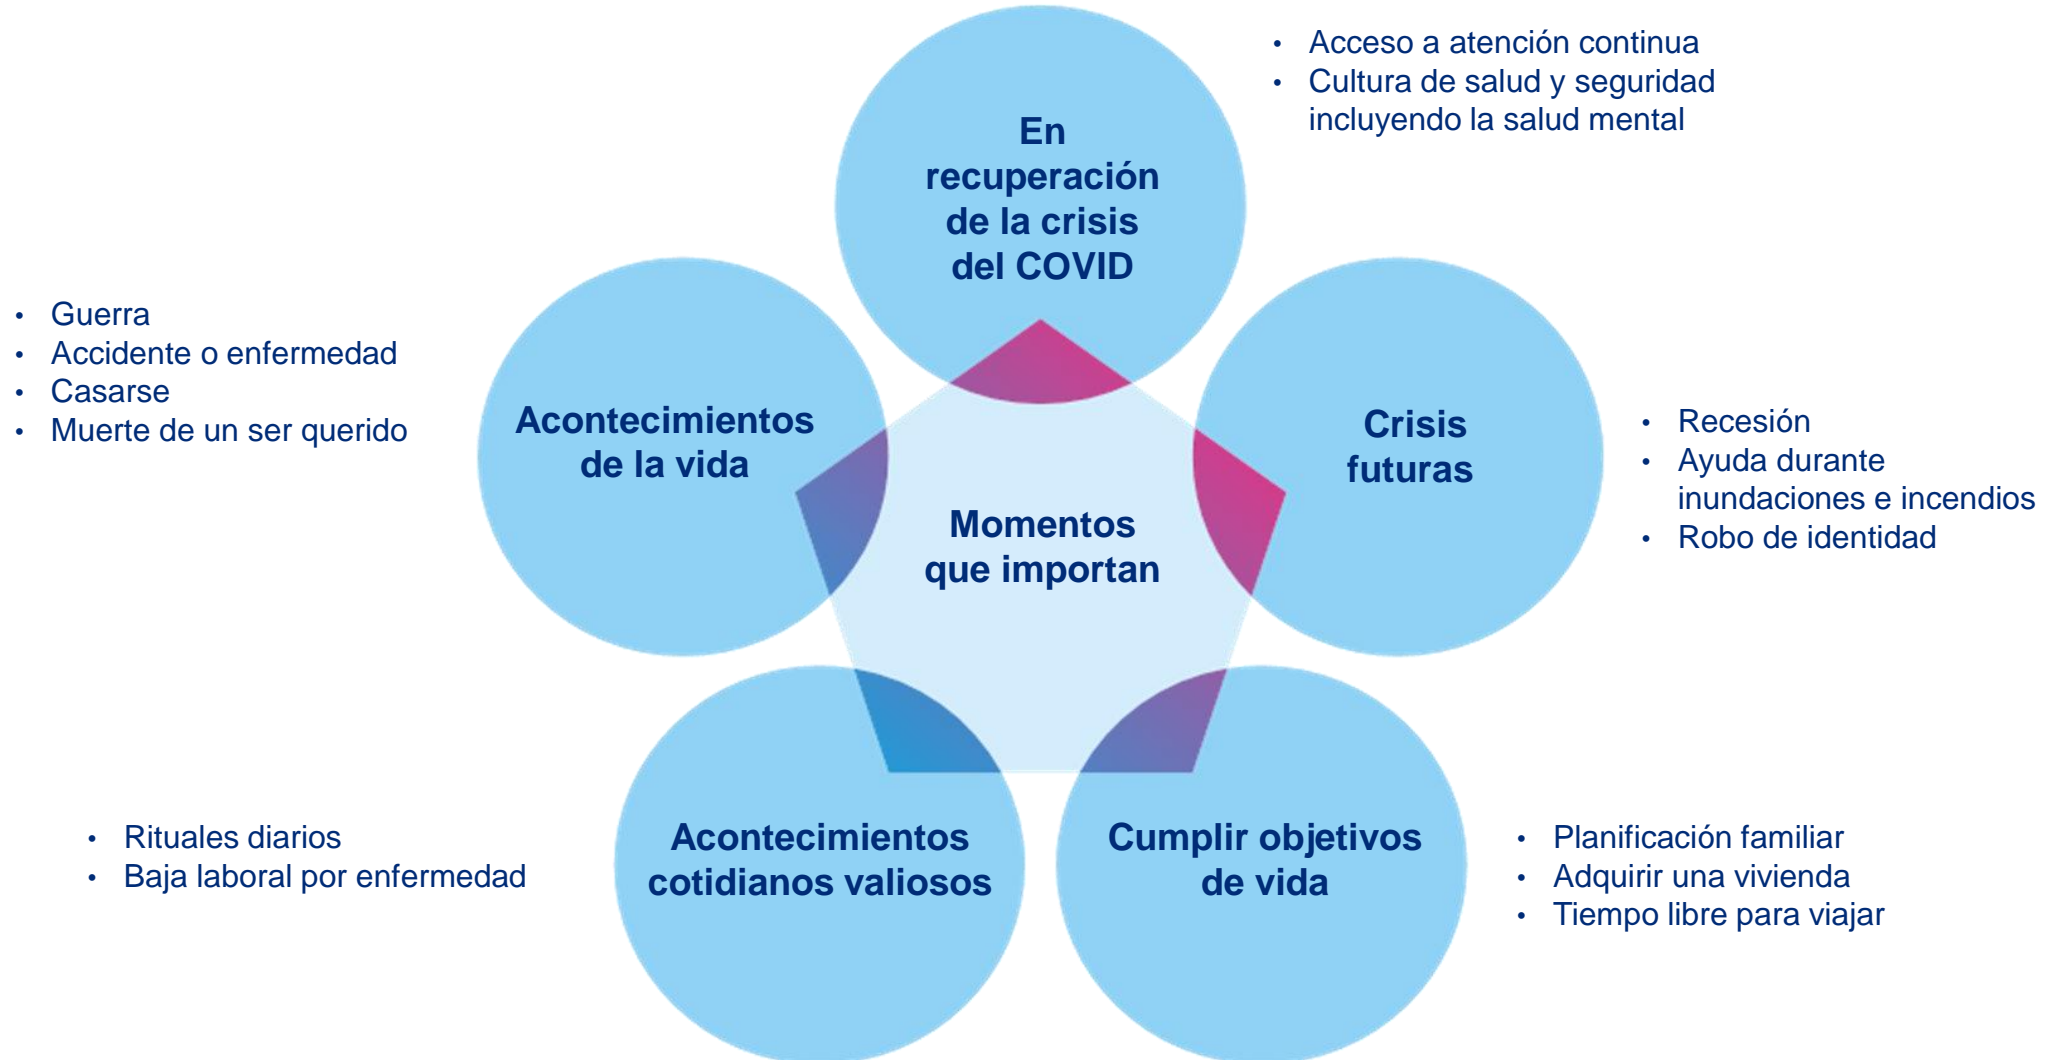 En
recuperación
de la crisis
del COVID
• Acceso a atención continua
• Cultura de salud y seguridad
incluyendo la salud mental
• Guerra
• Accidente o enfermedad
• Casarse
• Muerte de un ser querido
Acontecimientos
de la vida
Momentos
que importan
Crisis
futuras
• Recesión
• Ayuda durante
inundaciones e incendios
• Robo de identidad
• Rituales diarios
• Baja laboral por enfermedad
Acontecimientos
cotidianos valiosos
Cumplir objetivos
de vida
• Planificación familiar
• Adquirir una vivienda
• Tiempo libre para viajar